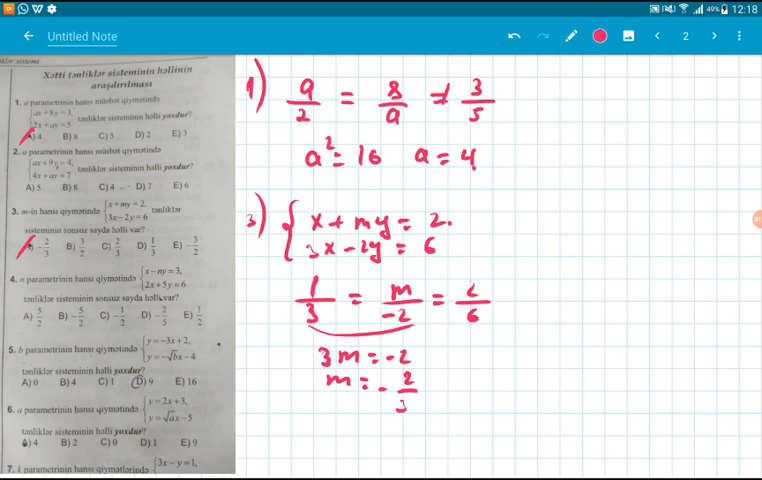 49% 12:18
Untitled Note
2
Xətti tənliklər sisteminin həllinin
araşdırılması
1. a parametrinin hansı müsbət qiymətində
{ax + 8y = 3,
2x + ay = 5 tənliklər sisteminin həlli yoxdur?
A) 4 B) 8 C) 5 D) 2 E) 3
2. a parametrinin hansı müsbət qiymətində
{ax + 9y = 4,
4x + ay = 7 tənliklər sisteminin həlli yoxdur?
A) 5 B) 8 C) 4 D) 7 E) 6
3. m-in hansı qiymətində {x + my = 2, tənliklər
3x − 2y = 6
sisteminin sonsuz sayda həlli var?
− 2/3 B) 3/2 C) 2/3 D) 1/3 E) − 3/2
4. n parametrinin hansı qiymətində {x − ny = 3,
2x + 5y = 6
tənliklər sisteminin sonsuz sayda həlli var?
A) 5/2 B) − 5/2 C) − 1/2 D) − 2/5 E) 1/2
5. b parametrinin hansı qiymətində {y = −3x + 2,
y = −√bx − 4
tənliklər sisteminin həlli yoxdur?
A) 0 B) 4 C) 1 D) 9 E) 16
6. a parametrinin hansı qiymətində {y = 2x + 3,
y = √ax − 5
tənliklər sisteminin həlli yoxdur?
A) 4 B) 2 C) 0 D) 1 E) 9
7. k parametrinin hansı qiymətlərində {3x − y = 1,
1) a/2 = 8/a ≠ 3/5
a² = 16 a = 4
3) { x + my = 2.
3x − 2y = 6
1/3 = m/−2 = 2/6
3m = −2
m = − 2/3